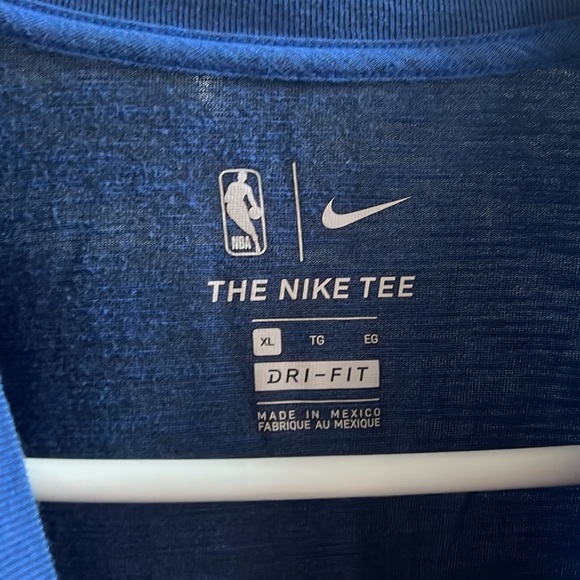 NBA
THE NIKE TEE
XL TG EG
DRI-FIT
MADE IN MEXICO
FABRIQUE AU MEXIQUE